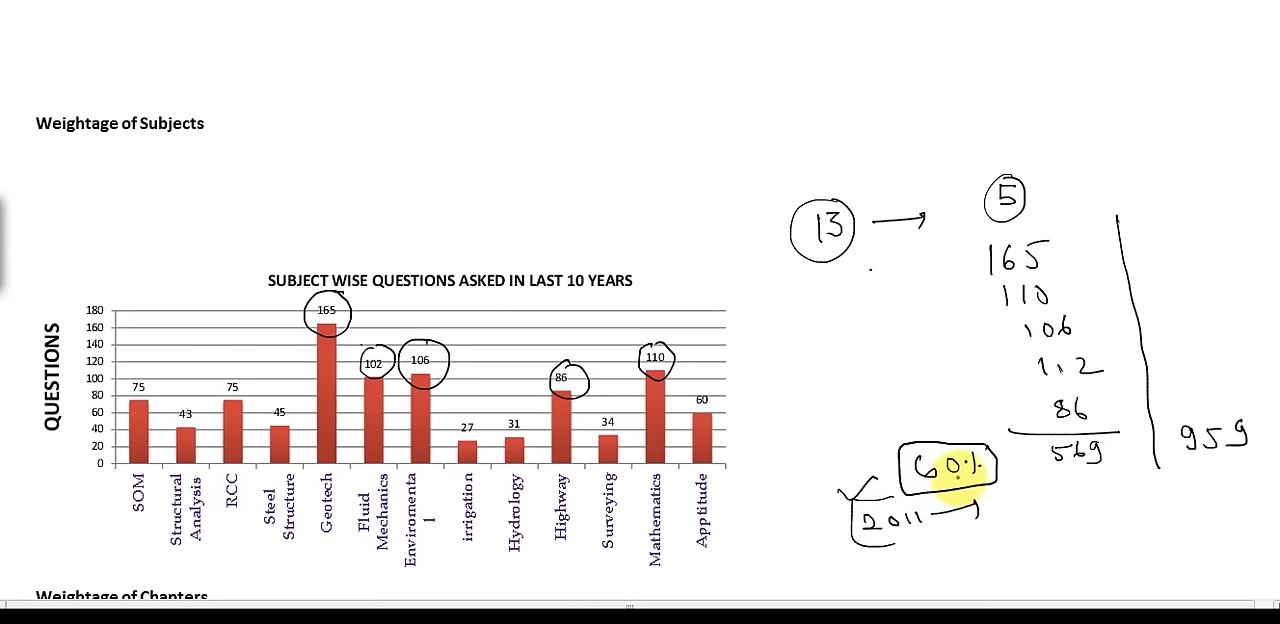 Weightage of Subjects
13 → 5
165
110
106
112
86
569
959
60%
2011 →
SUBJECT WISE QUESTIONS ASKED IN LAST 10 YEARS
QUESTIONS
180
160
140
120
100
80
60
40
20
0
75
43
75
45
165
102
106
27
31
86
34
110
60
SOM
Structural
Analysis
RCC
Steel
Structure
Geotech
Fluid
Mechanics
Enviromenta
l
irrigation
Hydrology
Highway
Surveying
Mathematics
Apptitude
Weightage of Chapters